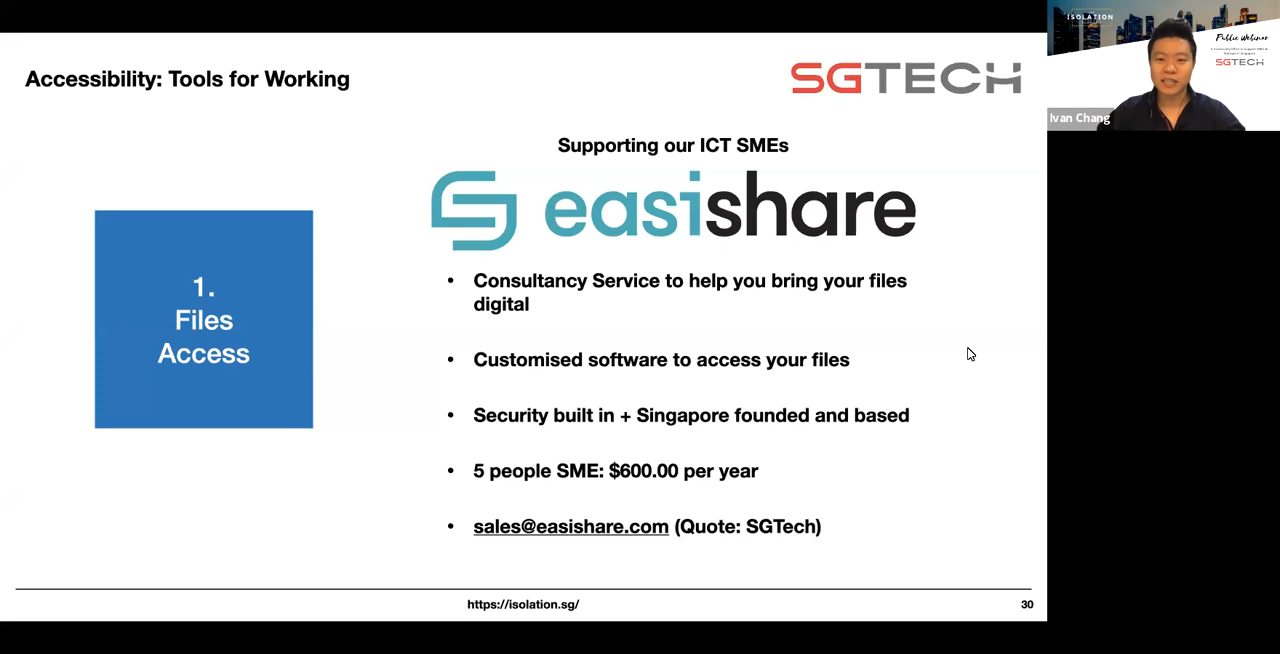 Accessibility: Tools for Working
SGTECH
Supporting our ICT SMEs
easishare
1.
Files
Access
• Consultancy Service to help you bring your files
digital
• Customised software to access your files
• Security built in + Singapore founded and based
• 5 people SME: $600.00 per year
• sales@easishare.com (Quote: SGTech)
https://isolation.sg/
30
ISOLATION
Public Webinar
SGTECH
Ivan Chang